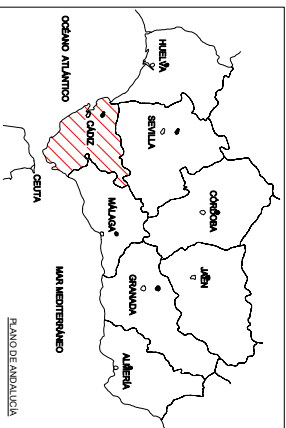 OCÉANO ATLÁNTICO
HUELVA
SEVILLA
CÁDIZ
CÓRDOBA
MÁLAGA
JAÉN
GRANADA
ALMERÍA
CEUTA
MAR MEDITERRÁNEO
PLANO DE ANDALUCÍA